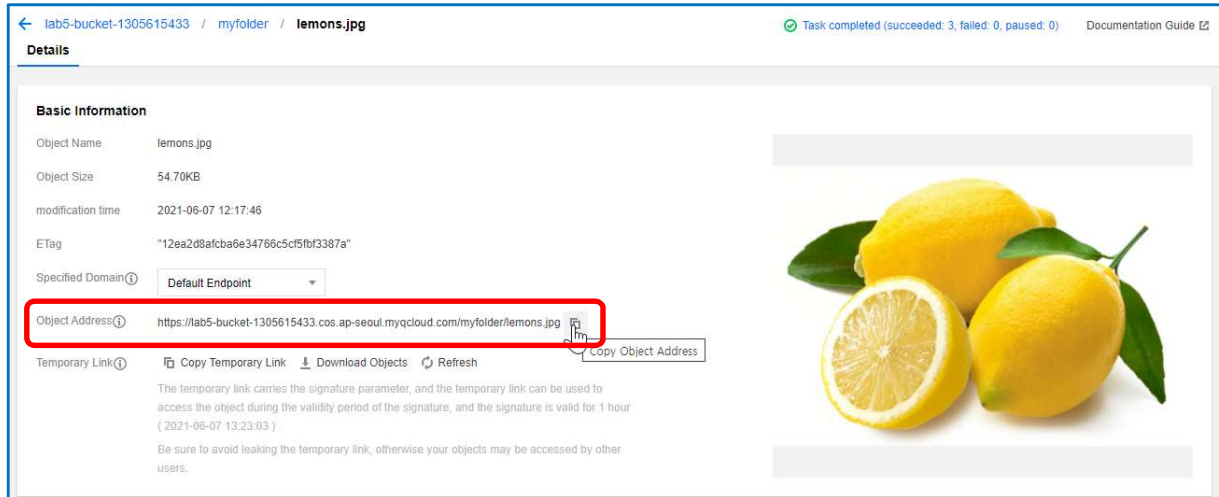 ← lab5-bucket-1305615433 / myfolder / lemons.jpg
Task completed (succeeded: 3, failed: 0, paused: 0) Documentation Guide
Details
Basic Information
Object Name lemons.jpg
Object Size 54.70KB
modification time 2021-06-07 12:17:46
ETag "12ea2d8afcba6e34766c5cf5fbf3387a"
Specified Domain Default Endpoint
Object Address https://lab5-bucket-1305615433.cos.ap-seoul.myqcloud.com/myfolder/lemons.jpg
Copy Object Address
Temporary Link Copy Temporary Link Download Objects Refresh
The temporary link carries the signature parameter, and the temporary link can be used to
access the object during the validity period of the signature, and the signature is valid for 1 hour
( 2021-06-07 13:23:03 ) .
Be sure to avoid leaking the temporary link, otherwise your objects may be accessed by other
users.